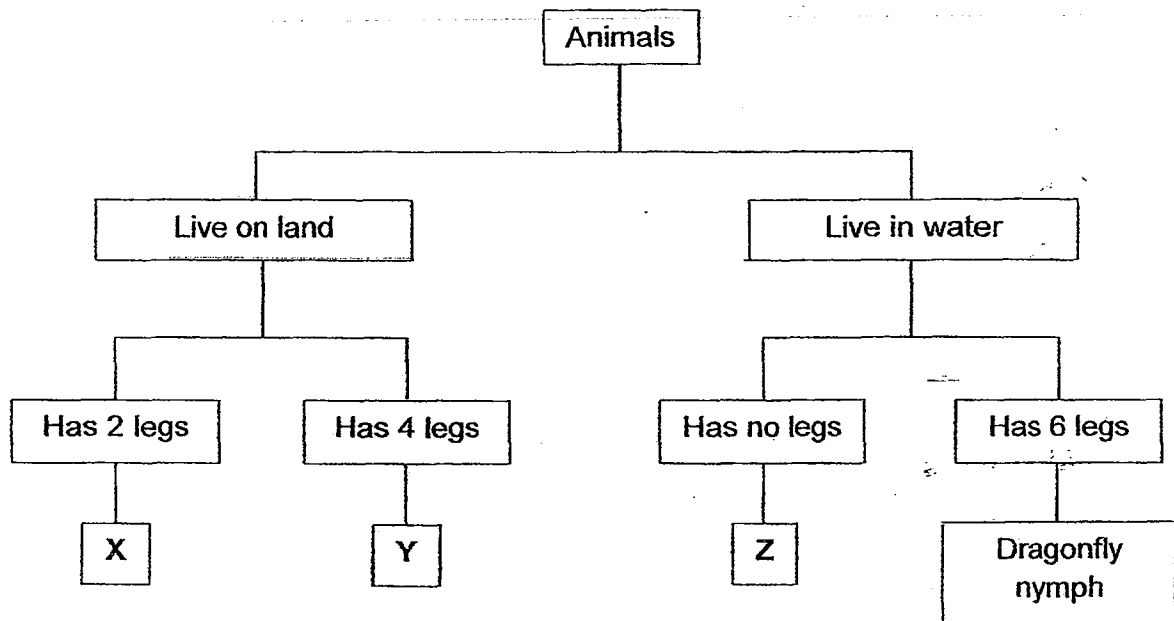 Animals
Live on land
Live in water
Has 2 legs
Has 4 legs
Has no legs
Has 6 legs
X
Y
Z
Dragonfly
nymph